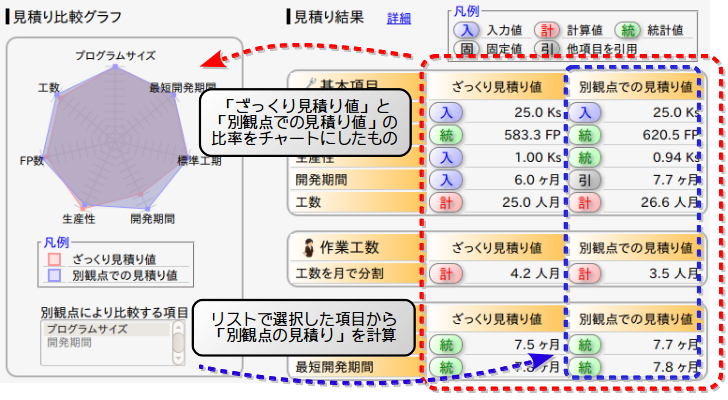 見積り比較グラフ
プログラムサイズ
工数
最短開発期間
FP数
標準工期
生産性
開発期間
凡例
ざっくり見積り値
別観点での見積り値
別観点により比較する項目
プログラムサイズ
開発期間
見積り結果 詳細
凡例
入 入力値 計 計算値 統 統計値
固 固定値 引 他項目を引用
「ざっくり見積り値」と
「別観点での見積り値」の
比率をチャートにしたもの
基本項目 ざっくり見積り値 別観点での見積り値
入 25.0 Ks 入 25.0 Ks
統 583.3 FP 統 620.5 FP
生産性 入 1.00 Ks 統 0.94 Ks
開発期間 入 6.0 ヶ月 引 7.7 ヶ月
工数 計 25.0 人月 計 26.6 人月
作業工数 ざっくり見積り値 別観点での見積り値
工数を月で分割 計 4.2 人月 計 3.5 人月
リストで選択した項目から
「別観点の見積り」を計算
ざっくり見積り値 別観点での見積り値
統 7.5 ヶ月 統 7.7 ヶ月
最短開発期間 統 ヶ月 統 7.8 ヶ月